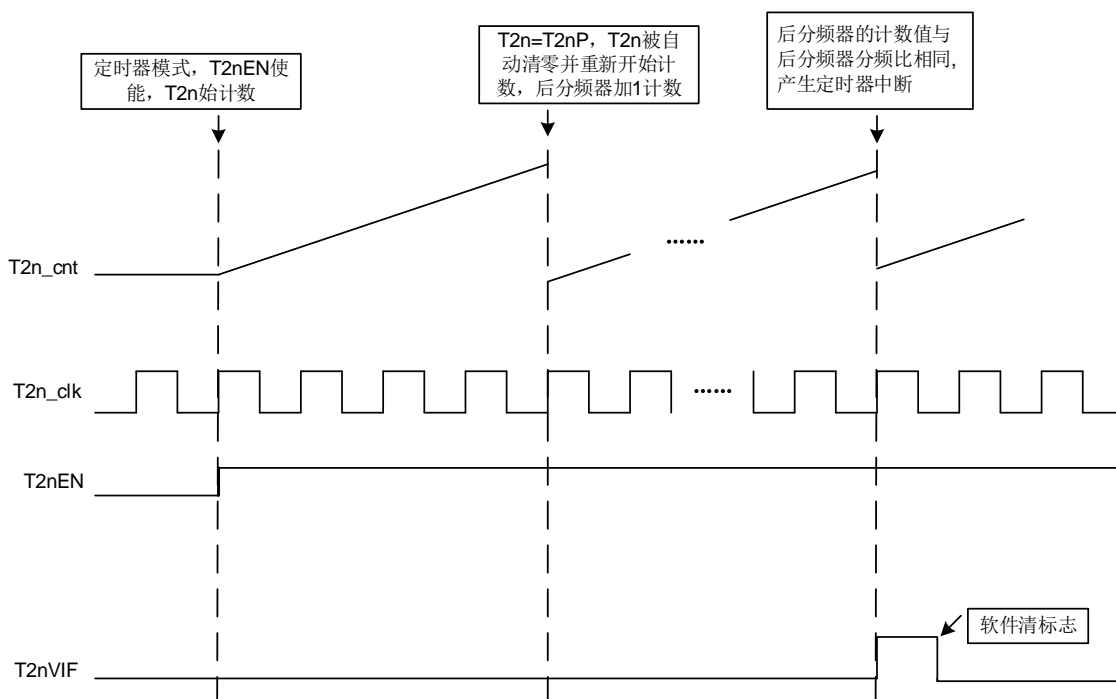 定时器模式，T2nEN使
能，T2n始计数
T2n=T2nP，T2n被自
动清零并重新开始计
数，后分频器加1计数
后分频器的计数值与
后分频器分频比相同,
产生定时器中断
T2n_cnt
......
T2n_clk
......
T2nEN
软件清标志
T2nVIF